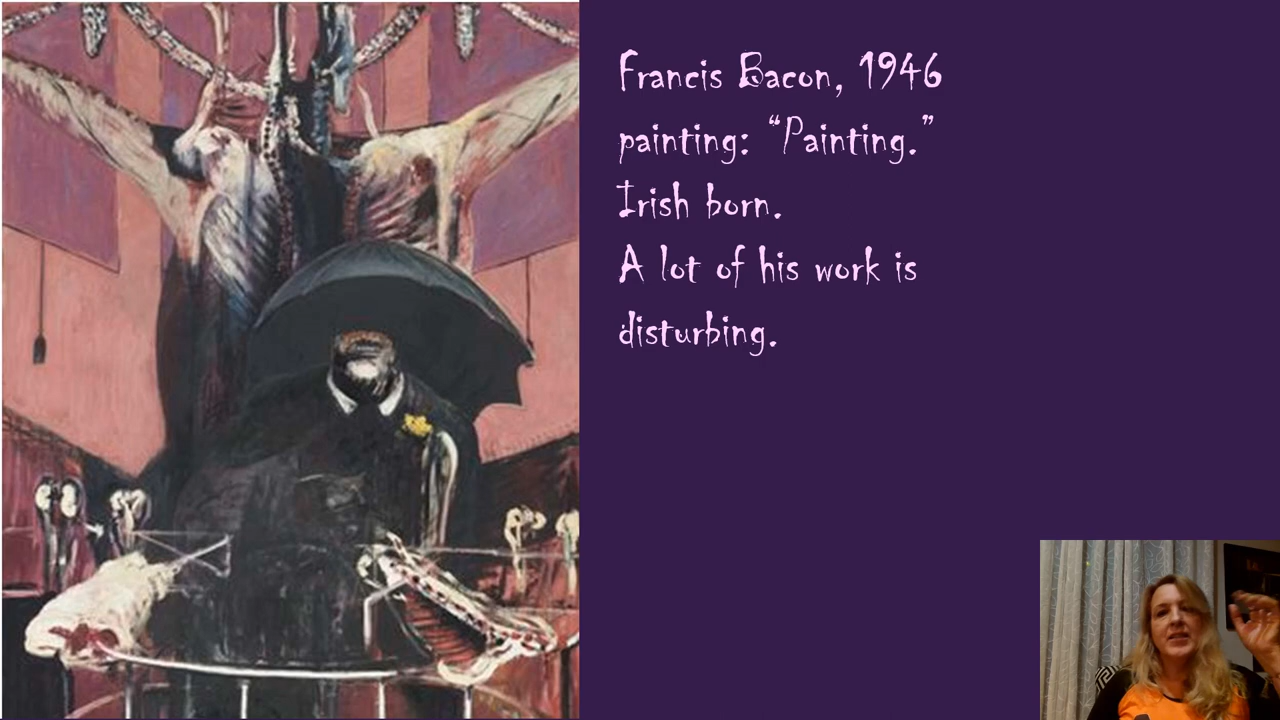 Francis Bacon, 1946
painting: “Painting.”
Irish born.
A lot of his work is
disturbing.